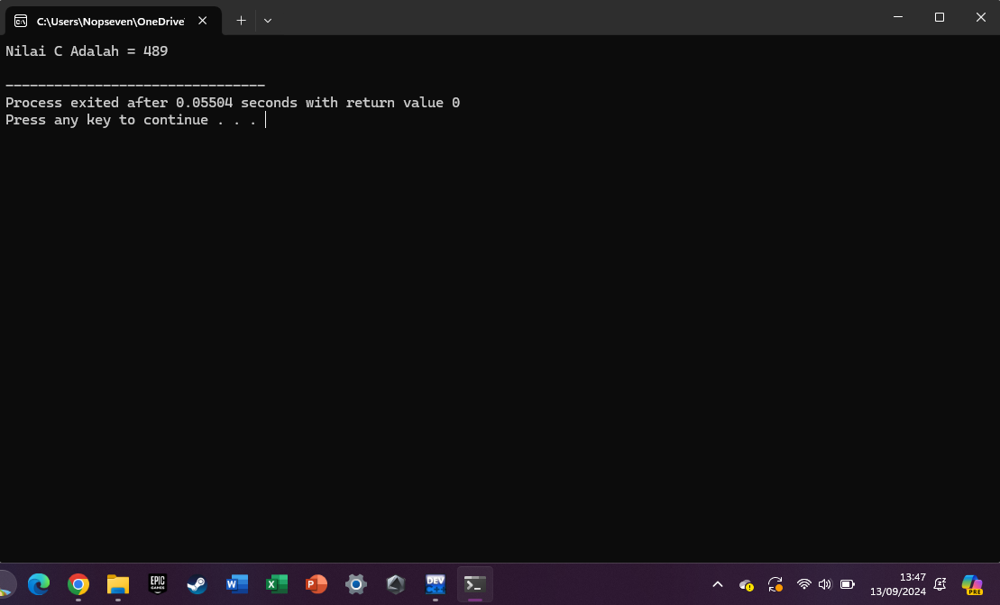 C:\Users\Nopseven\OneDrive
Nilai C Adalah = 489
--------------------------------
Process exited after 0.05504 seconds with return value 0
Press any key to continue . . .
EPIC
GAMES
W
X
P
DEV
C++
13:47
13/09/2024
PRE